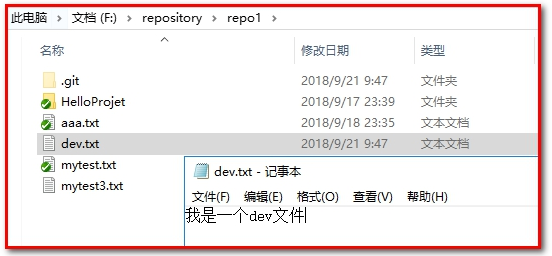 此电脑 > 文档 (F:) > repository > repo1 >
名称 修改日期 类型
.git 2018/9/21 9:47 文件夹
HelloProjet 2018/9/17 23:39 文件夹
aaa.txt 2018/9/18 23:35 文本文档
dev.txt 2018/9/21 9:47 文本文档
mytest.txt
mytest3.txt
dev.txt - 记事本
文件(F) 编辑(E) 格式(O) 查看(V) 帮助(H)
我是一个dev文件